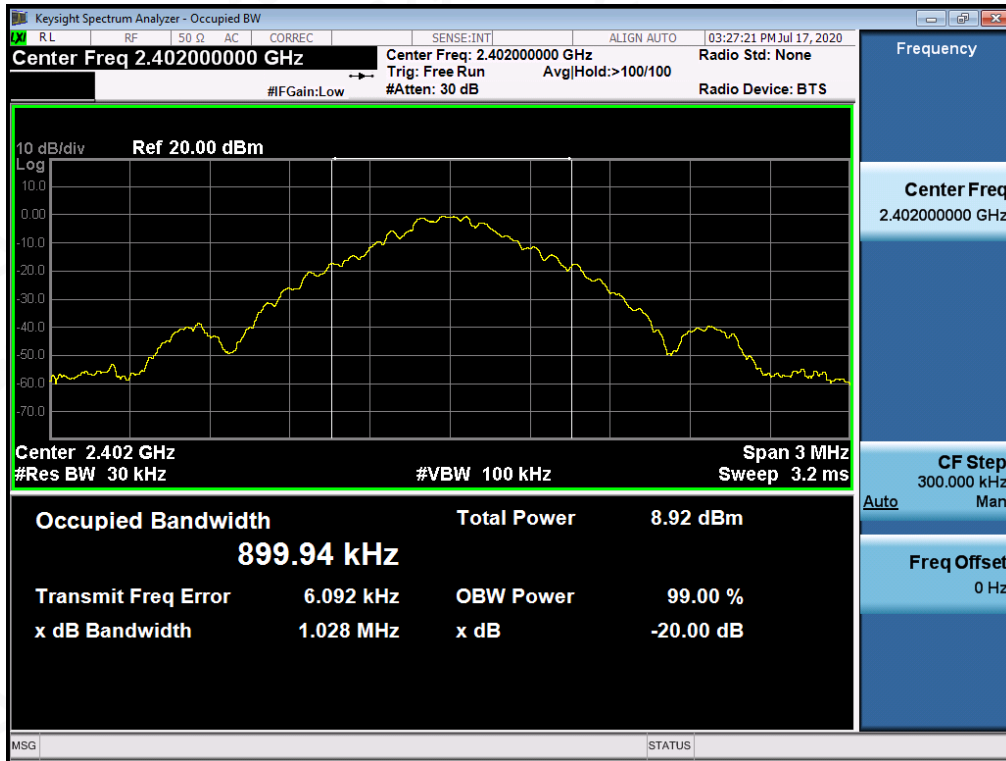 Keysight Spectrum Analyzer - Occupied BW
LXI RL RF 50 Ω AC CORREC SENSE:INT ALIGN AUTO 03:27:21 PM Jul 17, 2020
Center Freq 2.402000000 GHz
Center Freq: 2.402000000 GHz Radio Std: None
Trig: Free Run Avg|Hold:>100/100
#IFGain:Low #Atten: 30 dB Radio Device: BTS
10 dB/div Ref 20.00 dBm
Log
10.0
0.00
-10.0
-20.0
-30.0
-40.0
-50.0
-60.0
-70.0
Center 2.402 GHz Span 3 MHz
#Res BW 30 kHz #VBW 100 kHz Sweep 3.2 ms
Occupied Bandwidth Total Power 8.92 dBm
899.94 kHz
Transmit Freq Error 6.092 kHz OBW Power 99.00 %
x dB Bandwidth 1.028 MHz x dB -20.00 dB
MSG STATUS
Frequency
Center Freq
2.402000000 GHz
CF Step
300.000 kHz
Auto Man
Freq Offset
0 Hz